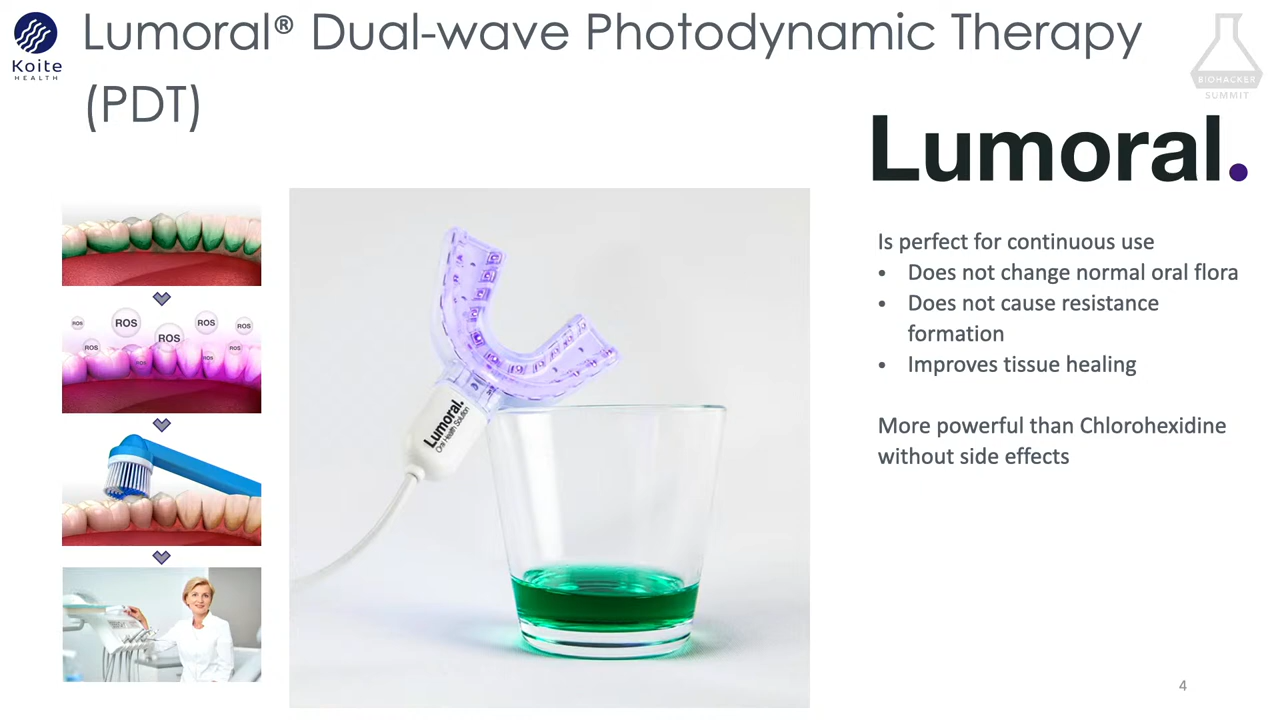 Koite
HEALTH
Lumoral® Dual-wave Photodynamic Therapy
(PDT)
BIOHACKER
SUMMIT
Lumoral.
Is perfect for continuous use
• Does not change normal oral flora
• Does not cause resistance
formation
• Improves tissue healing
More powerful than Chlorohexidine
without side effects
ROS
ROS
ROS
ROS
ROS
ROS
ROS
ROS
ROS
Lumoral.
Oral Health Solution
4